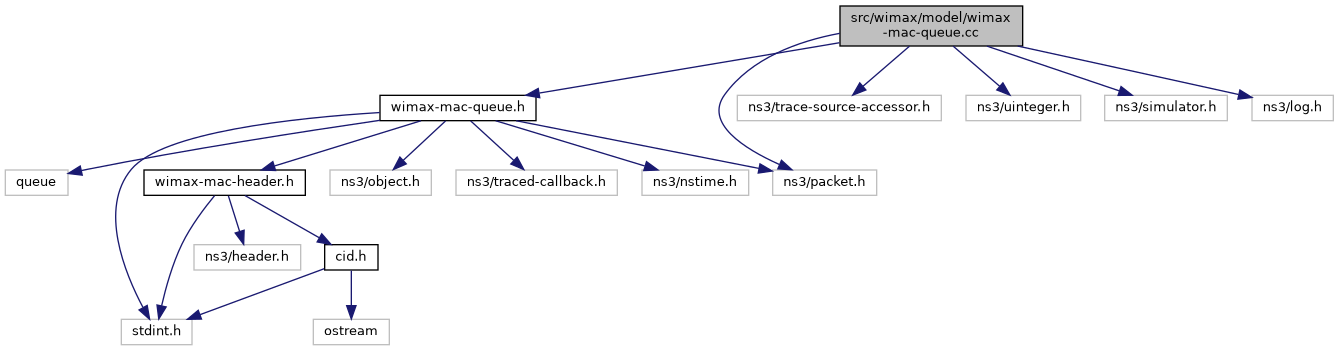 src/wimax/model/wimax
-mac-queue.cc
wimax-mac-queue.h
ns3/trace-source-accessor.h
ns3/uinteger.h
ns3/simulator.h
ns3/log.h
queue
wimax-mac-header.h
ns3/object.h
ns3/traced-callback.h
ns3/nstime.h
ns3/packet.h
ns3/header.h
cid.h
stdint.h
ostream